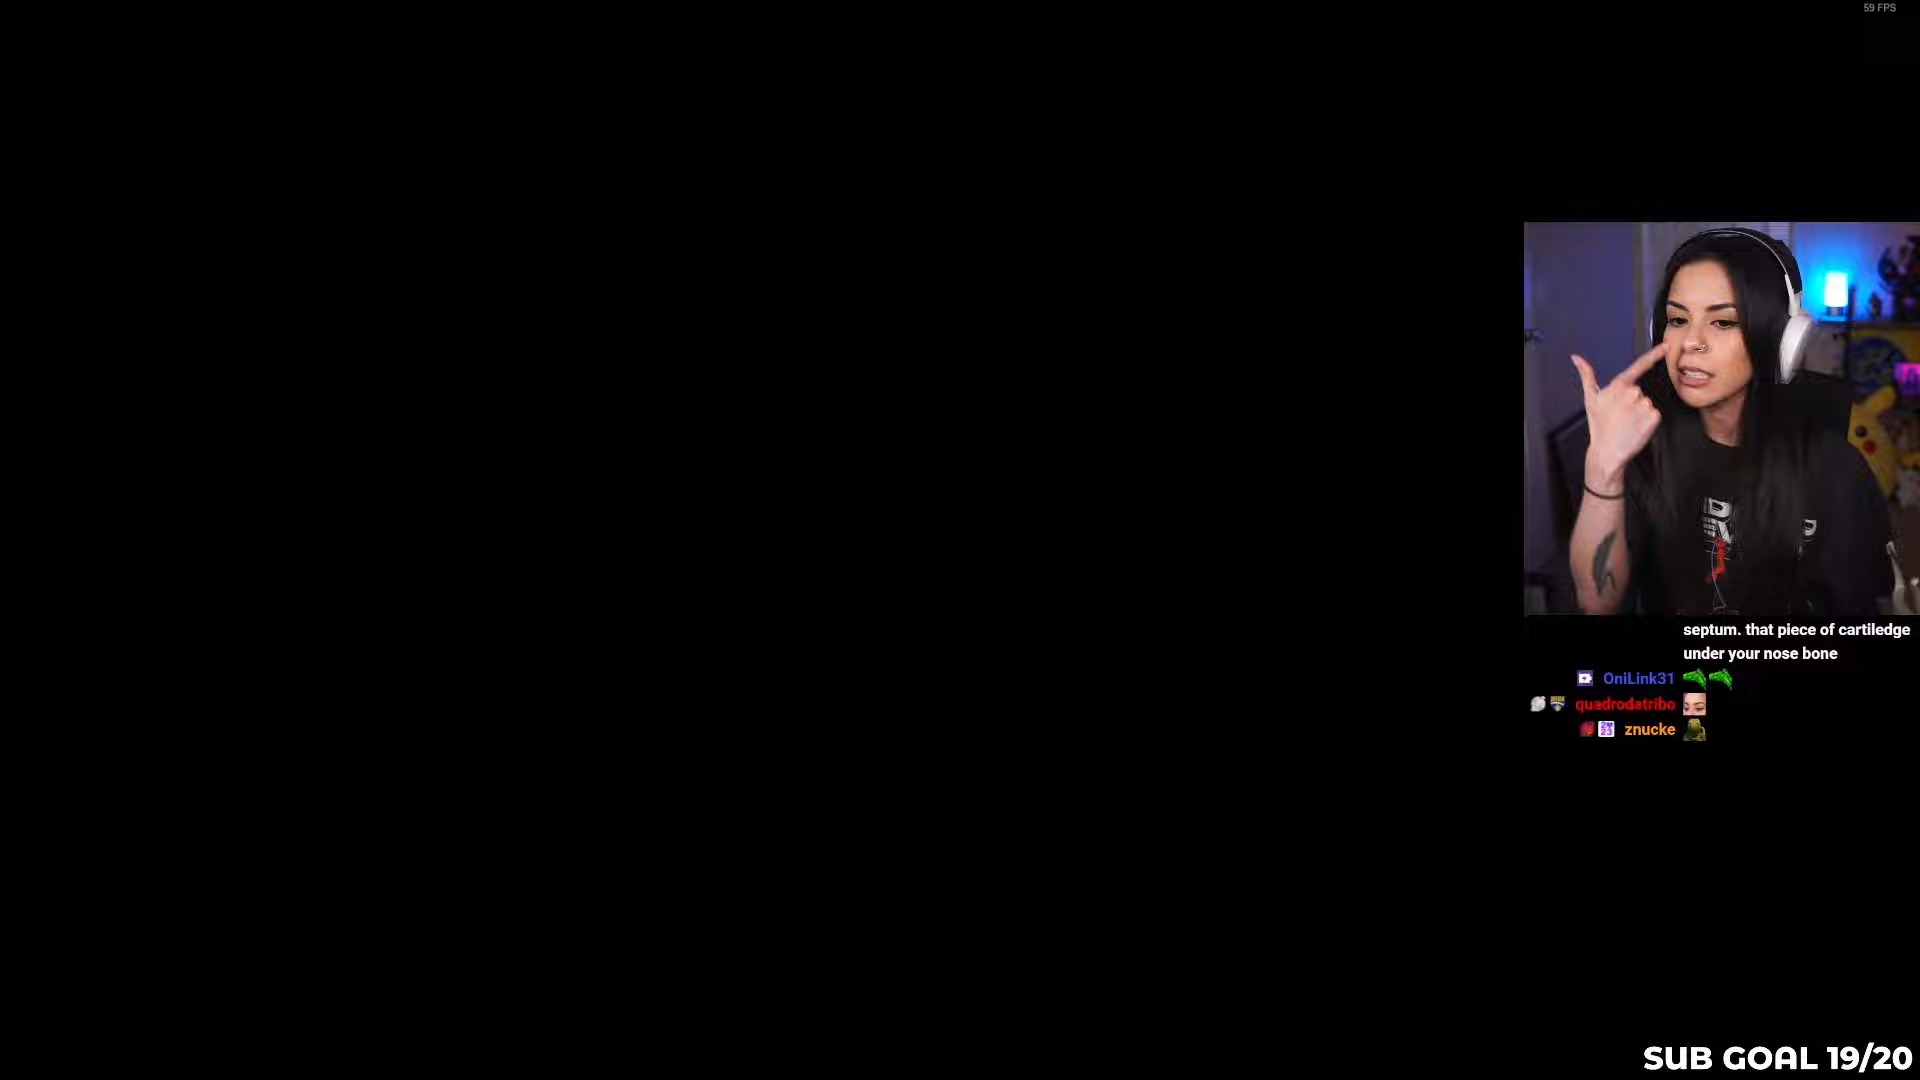 59 FPS
septum. that piece of cartiledge
under your nose bone
OniLink31
quadrodatribo
znucke
SUB GOAL 19/20